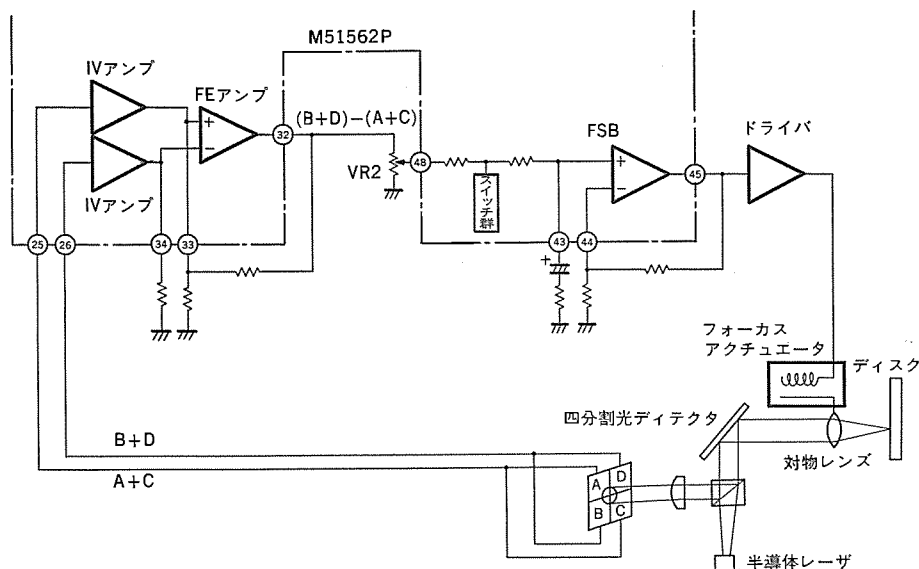 M51562P
IVアンプ
FEアンプ
IVアンプ
+
−
32
(B+D)−(A+C)
VR2
48
スイッチ群
FSB
+
−
45
ドライバ
25
26
34
33
43
44
+
フォーカス
アクチュエータ
ディスク
四分割光ディテクタ
対物レンズ
B+D
A+C
A
D
B
C
半導体レーザ